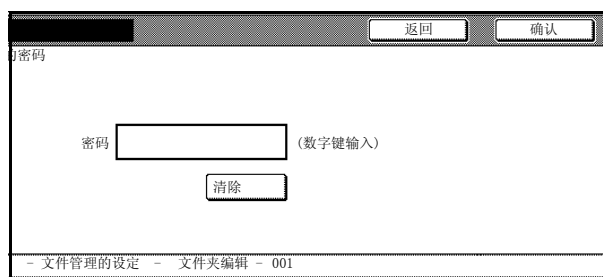 返回 确认
的密码
密码 (数字键输入)
清除
- 文件管理的设定 - 文件夹编辑 - 001